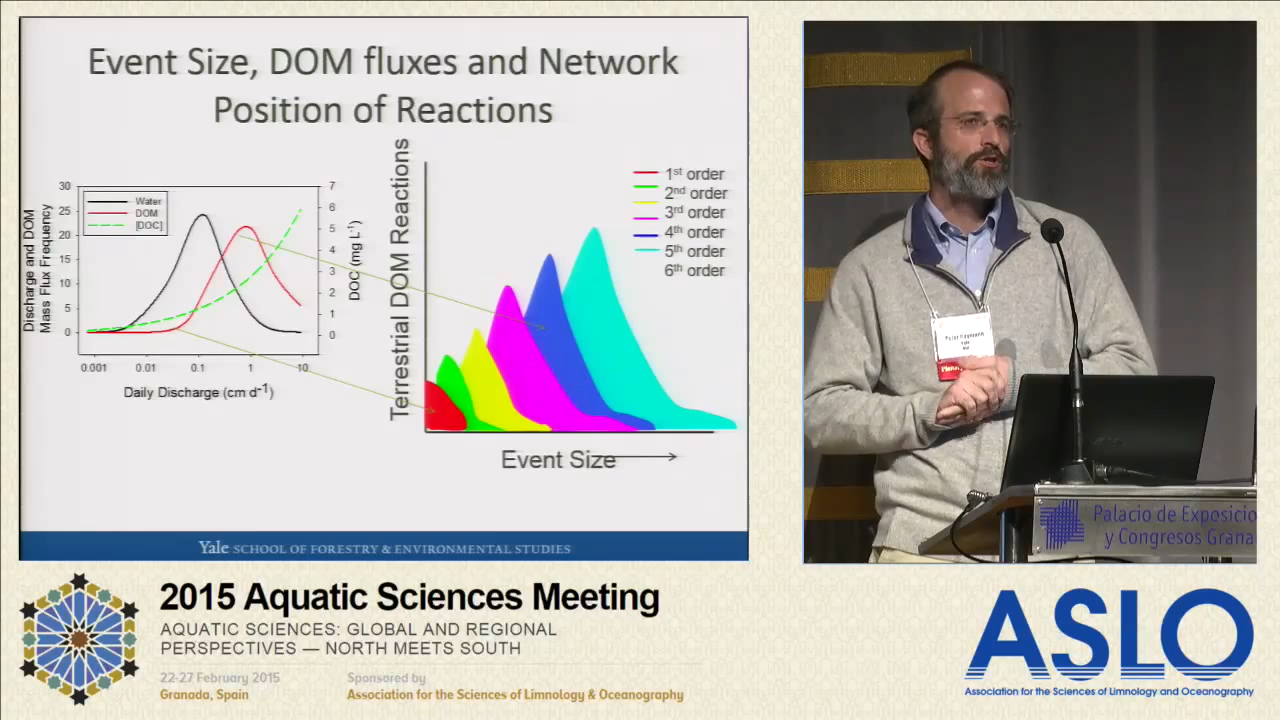 Event Size, DOM fluxes and Network
Position of Reactions
30
25
20
15
10
5
0
Discharge and DOM
Mass Flux Frequency
Water
DOM
[DOC]
7
6
5
4
3
2
1
0
DOC (mg L⁻¹)
0.001 0.01 0.1 1 10
Daily Discharge (cm d⁻¹)
Terrestrial DOM Reactions
1st order
2nd order
3rd order
4th order
5th order
6th order
Event Size
Yale SCHOOL OF FORESTRY & ENVIRONMENTAL STUDIES
Palacio de Exposicio
y Congresos Grana
2015 Aquatic Sciences Meeting
AQUATIC SCIENCES: GLOBAL AND REGIONAL
PERSPECTIVES — NORTH MEETS SOUTH
22-27 February 2015
Granada, Spain
Sponsored by
Association for the Sciences of Limnology & Oceanography
ASLO
Association for the Sciences of Limnology and Oceanography